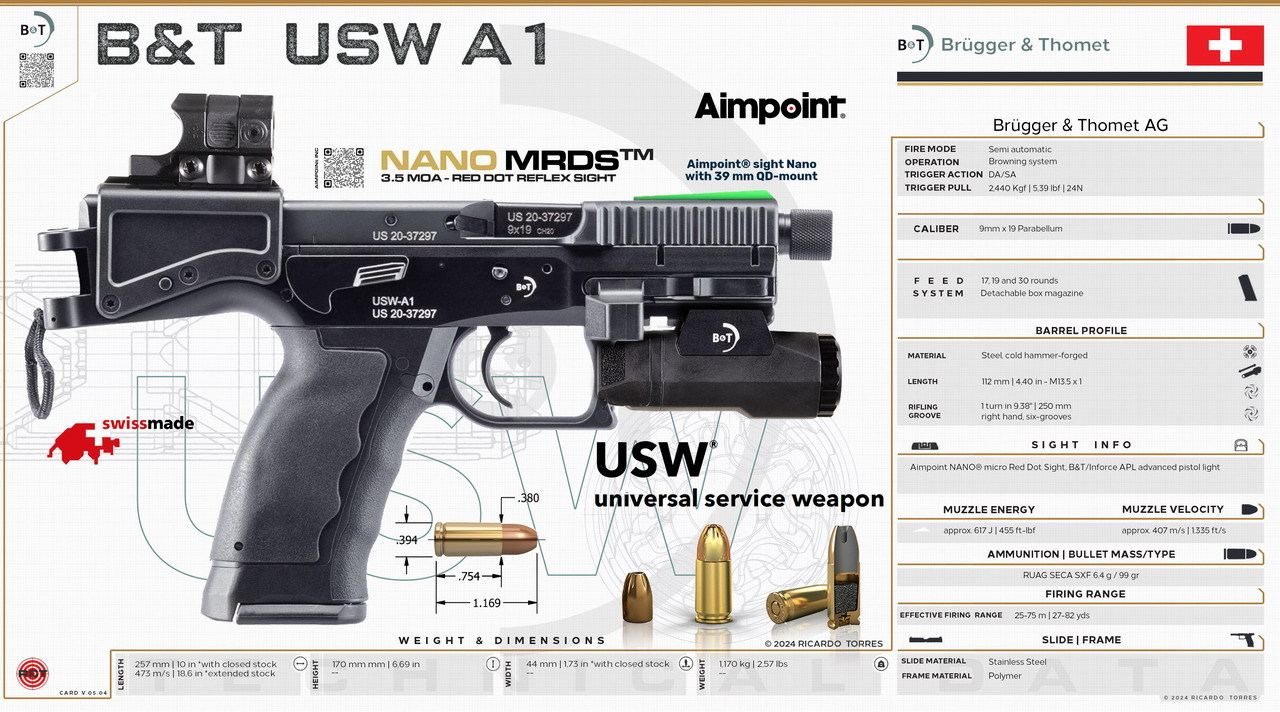 B&T
B&T USW A1
B&T Brügger & Thomet
Aimpoint®
AIMPOINT INC
NANO MRDS™
3.5 MOA - RED DOT REFLEX SIGHT
Aimpoint® sight Nano
with 39 mm QD-mount
US 20-37297
US 20-37297
9x19 CH20
USW-A1
US 20-37297
B&T
B&T
swissmade
USW®
universal service weapon
USW
.380
.394
.754
1.169
© 2024 RICARDO TORRES
WEIGHT & DIMENSIONS
LENGTH
257 mm | 10 in *with closed stock
473 m/s | 18.6 in *extended stock
HEIGHT
170 mm mm | 6.69 in
--
WIDTH
44 mm | 1.73 in *with closed stock
--
WEIGHT
1.170 kg | 2.57 lbs
--
RDT
CARD V.05.04
TECHNICAL DATA
Brügger & Thomet AG
FIRE MODE Semi automatic
OPERATION Browning system
TRIGGER ACTION DA/SA
TRIGGER PULL 2,440 Kgf | 5,39 lbf | 24N
CALIBER 9mm x 19 Parabellum
FEED 17, 19 and 30 rounds
SYSTEM Detachable box magazine
BARREL PROFILE
MATERIAL Steel, cold hammer-forged
LENGTH 112 mm | 4,40 in - M13.5 x 1
RIFLING 1 turn in 9.38" | 250 mm
GROOVE right hand, six-grooves
SIGHT INFO
Aimpoint NANO® micro Red Dot Sight, B&T/Inforce APL advanced pistol light
MUZZLE ENERGY MUZZLE VELOCITY
approx. 617 J | 455 ft-lbf approx. 407 m/s | 1.335 ft/s
AMMUNITION | BULLET MASS/TYPE
RUAG SECA SXF 6.4 g / 99 gr
FIRING RANGE
EFFECTIVE FIRING RANGE 25-75 m | 27-82 yds
SLIDE | FRAME
SLIDE MATERIAL Stainless Steel
FRAME MATERIAL Polymer
© 2024 RICARDO TORRES